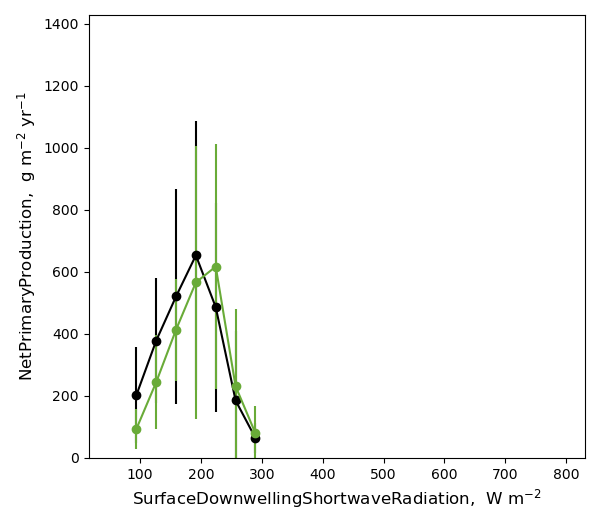 1400
1200
1000
800
600
400
200
0
NetPrimaryProduction,  g m⁻² yr⁻¹
100 200 300 400 500 600 700 800
SurfaceDownwellingShortwaveRadiation,  W m⁻²